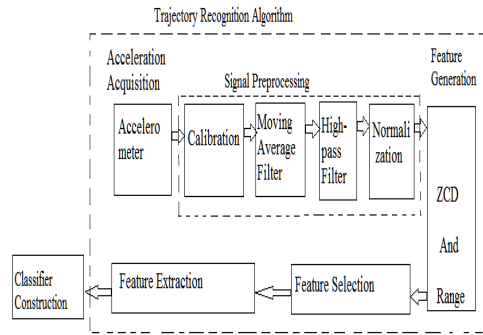 Trajectory Recognition Algorithm
Acceleration
Acquisition
Signal Preprocessing
Feature
Generation
Accelero
meter
Calibration
Moving
Average
Filter
High-
pass
Filter
Normali
zation
ZCD
And
Range
Feature Selection
Feature Extraction
Classifier
Construction